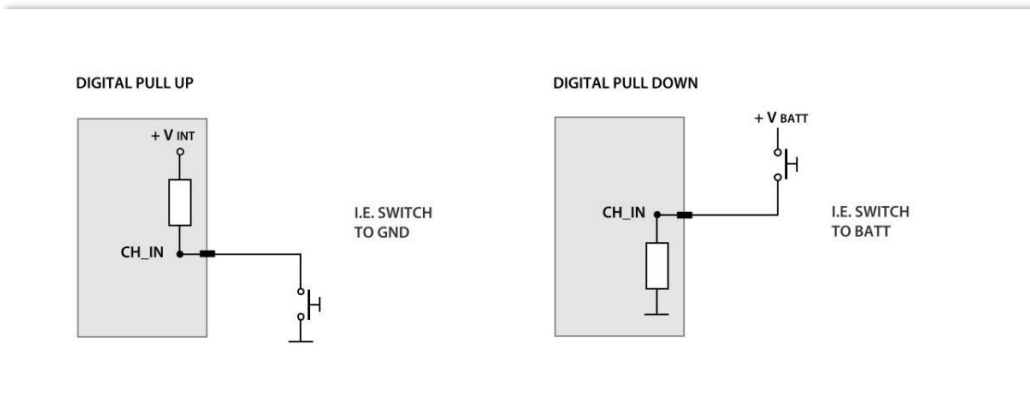 DIGITAL PULL UP
+ V INT
CH_IN
I.E. SWITCH
TO GND
DIGITAL PULL DOWN
+ V BATT
CH_IN
I.E. SWITCH
TO BATT